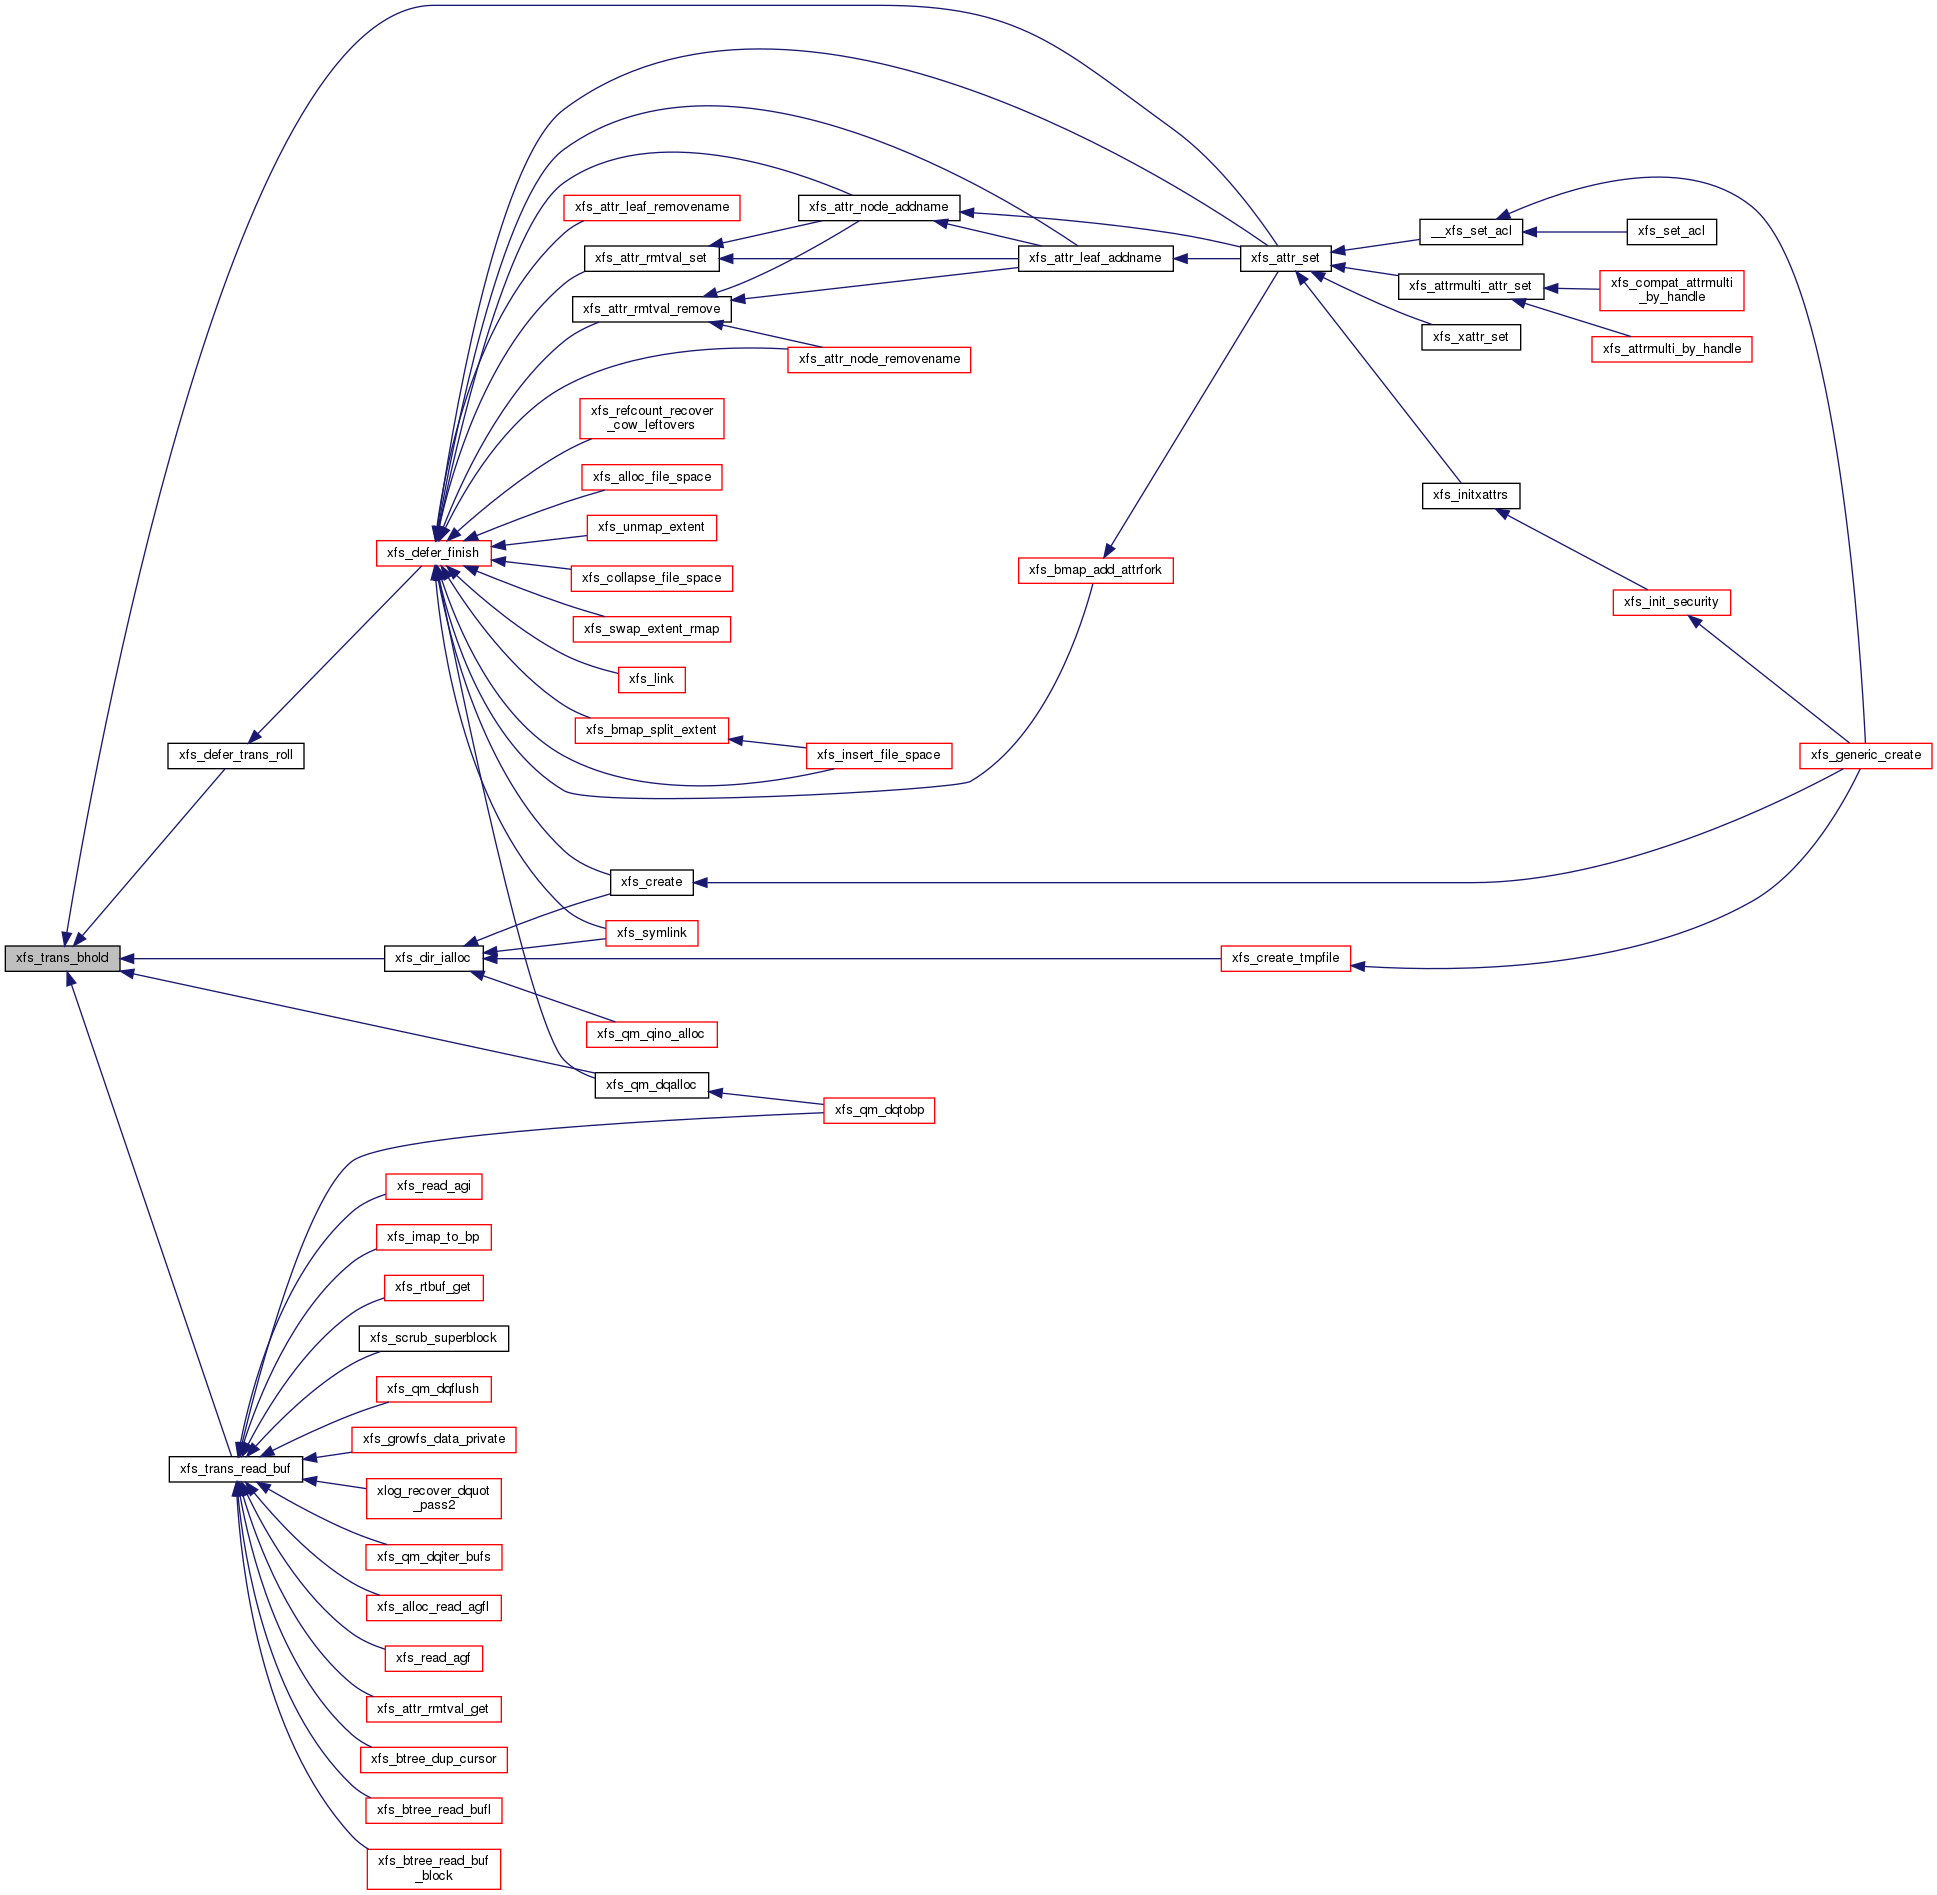 xfs_attr_node_addname
xfs_attr_leaf_removename
__xfs_set_acl
xfs_set_acl
xfs_attr_rmtval_set
xfs_attr_leaf_addname
xfs_attr_set
xfs_attrmulti_attr_set
xfs_compat_attrmulti
_by_handle
xfs_attr_rmtval_remove
xfs_xattr_set
xfs_attrmulti_by_handle
xfs_attr_node_removename
xfs_refcount_recover
_cow_leftovers
xfs_alloc_file_space
xfs_initxattrs
xfs_unmap_extent
xfs_defer_finish
xfs_bmap_add_attrfork
xfs_collapse_file_space
xfs_init_security
xfs_swap_extent_rmap
xfs_link
xfs_bmap_split_extent
xfs_defer_trans_roll
xfs_insert_file_space
xfs_generic_create
xfs_create
xfs_symlink
xfs_trans_bhold
xfs_dir_ialloc
xfs_create_tmpfile
xfs_qm_qino_alloc
xfs_qm_dqalloc
xfs_qm_dqtobp
xfs_read_agi
xfs_imap_to_bp
xfs_rtbuf_get
xfs_scrub_superblock
xfs_qm_dqflush
xfs_growfs_data_private
xfs_trans_read_buf
xlog_recover_dquot
_pass2
xfs_qm_dqiter_bufs
xfs_alloc_read_agfl
xfs_read_agf
xfs_attr_rmtval_get
xfs_btree_dup_cursor
xfs_btree_read_bufl
xfs_btree_read_buf
_block